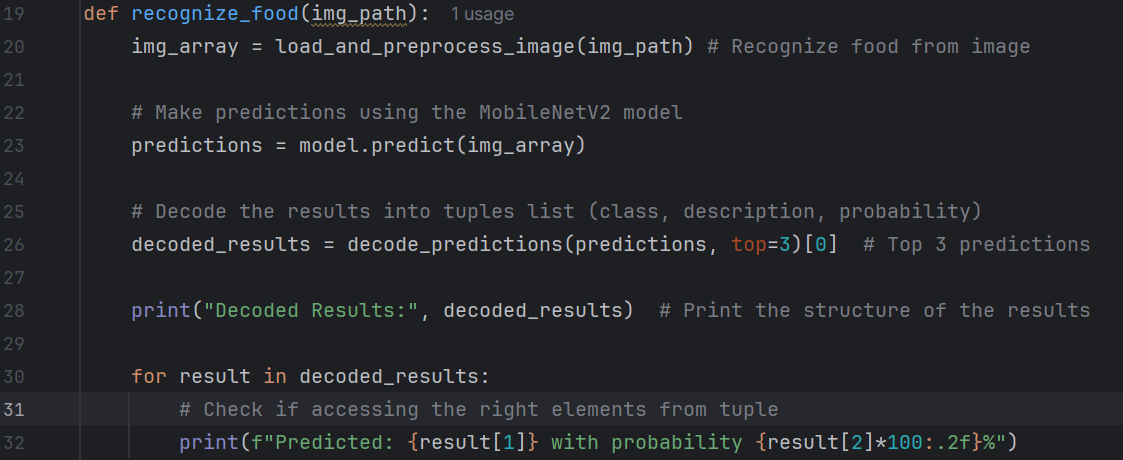 19 def recognize_food(img_path): 1 usage
20 img_array = load_and_preprocess_image(img_path) # Recognize food from image
21
22 # Make predictions using the MobileNetV2 model
23 predictions = model.predict(img_array)
24
25 # Decode the results into tuples list (class, description, probability)
26 decoded_results = decode_predictions(predictions, top=3)[0]  # Top 3 predictions
27
28 print("Decoded Results:", decoded_results)  # Print the structure of the results
29
30 for result in decoded_results:
31 # Check if accessing the right elements from tuple
32 print(f"Predicted: {result[1]} with probability {result[2]*100:.2f}%")